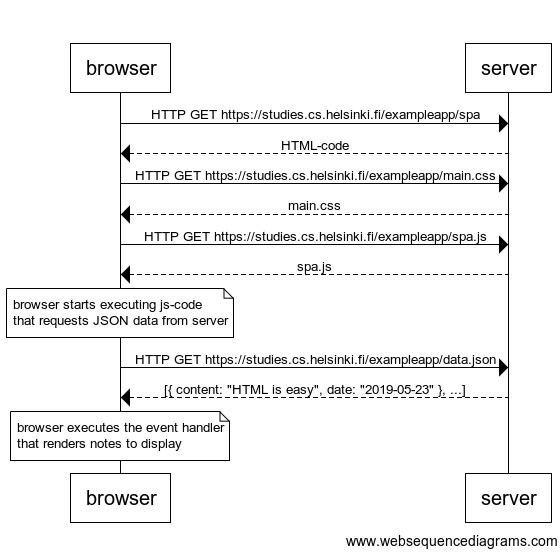 browser
server
HTTP GET https://studies.cs.helsinki.fi/exampleapp/spa
HTML-code
HTTP GET https://studies.cs.helsinki.fi/exampleapp/main.css
main.css
HTTP GET https://studies.cs.helsinki.fi/exampleapp/spa.js
spa.js
browser starts executing js-code
that requests JSON data from server
HTTP GET https://studies.cs.helsinki.fi/exampleapp/data.json
[{ content: "HTML is easy", date: "2019-05-23" }, ...]
browser executes the event handler
that renders notes to display
browser
server
www.websequencediagrams.com